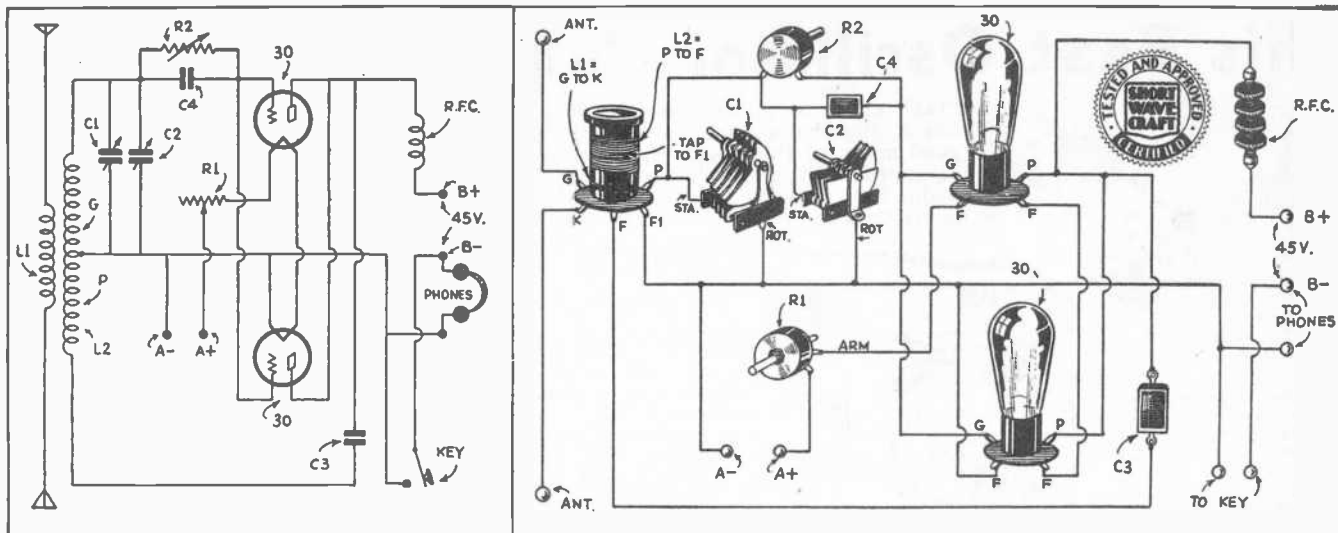 R2
30
C4
C1
C2
R.F.C.
R1
G
B+
45V.
B-
L1
PHONES
P
A-
A+
L2
30
C3
KEY
ANT.
L2=
P TO F
L1=
G TO K
R2
C4
30
TESTED AND APPROVED
SHORT
WAVE
CRAFT
CERTIFIED
R.F.C.
C1
C2
TAP
TO F1
G
P
K
F
F1
STA.
ROT.
STA.
ROT
G
P
F
F
B+
45V.
B-
TO
PHONES
30
R1
ARM
A-
A+
G
P
F
F
C3
TO KEY
ANT.